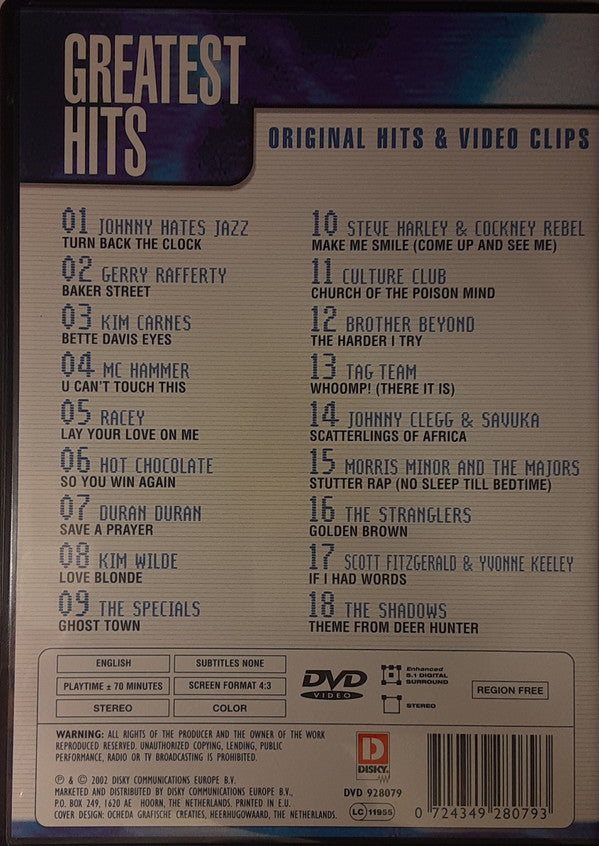 GREATEST
HITS
ORIGINAL HITS & VIDEO CLIPS
01 JOHNNY HATES JAZZ
TURN BACK THE CLOCK
02 GERRY RAFFERTY
BAKER STREET
03 KIM CARNES
BETTE DAVIS EYES
04 MC HAMMER
U CAN'T TOUCH THIS
05 RACEY
LAY YOUR LOVE ON ME
06 HOT CHOCOLATE
SO YOU WIN AGAIN
07 DURAN DURAN
SAVE A PRAYER
08 KIM WILDE
LOVE BLONDE
09 THE SPECIALS
GHOST TOWN
10 STEVE HARLEY & COCKNEY REBEL
MAKE ME SMILE (COME UP AND SEE ME)
11 CULTURE CLUB
CHURCH OF THE POISON MIND
12 BROTHER BEYOND
THE HARDER I TRY
13 TAG TEAM
WHOOMP! (THERE IT IS)
14 JOHNNY CLEGG & SAVUKA
SCATTERLINGS OF AFRICA
15 MORRIS MINOR AND THE MAJORS
STUTTER RAP (NO SLEEP TILL BEDTIME)
16 THE STRANGLERS
GOLDEN BROWN
17 SCOTT FITZGERALD & YVONNE KEELEY
IF I HAD WORDS
18 THE SHADOWS
THEME FROM DEER HUNTER
ENGLISH
SUBTITLES NONE
PLAYTIME ± 70 MINUTES
SCREEN FORMAT 4:3
STEREO
COLOR
DVD
VIDEO
Enhanced
5.1 DIGITAL
SURROUND
STEREO
REGION FREE
WARNING: ALL RIGHTS OF THE PRODUCER AND THE OWNER OF THE WORK
REPRODUCED RESERVED. UNAUTHORIZED COPYING, LENDING, PUBLIC
PERFORMANCE, RADIO OR TV BROADCASTING IS PROHIBITED.
℗ & © 2002 DISKY COMMUNICATIONS EUROPE B.V.
MARKETED AND DISTRIBUTED BY DISKY COMMUNICATIONS EUROPE B.V.,
P.O. BOX 249, 1620 AE HOORN, THE NETHERLANDS. PRINTED IN E.U.
COVER DESIGN: OCHEDA GRAFISCHE CREATIES, HEERHUGOWAARD, THE NETHERLANDS.
D
DISKY
DVD 928079
LC 11955
0 724349 280793